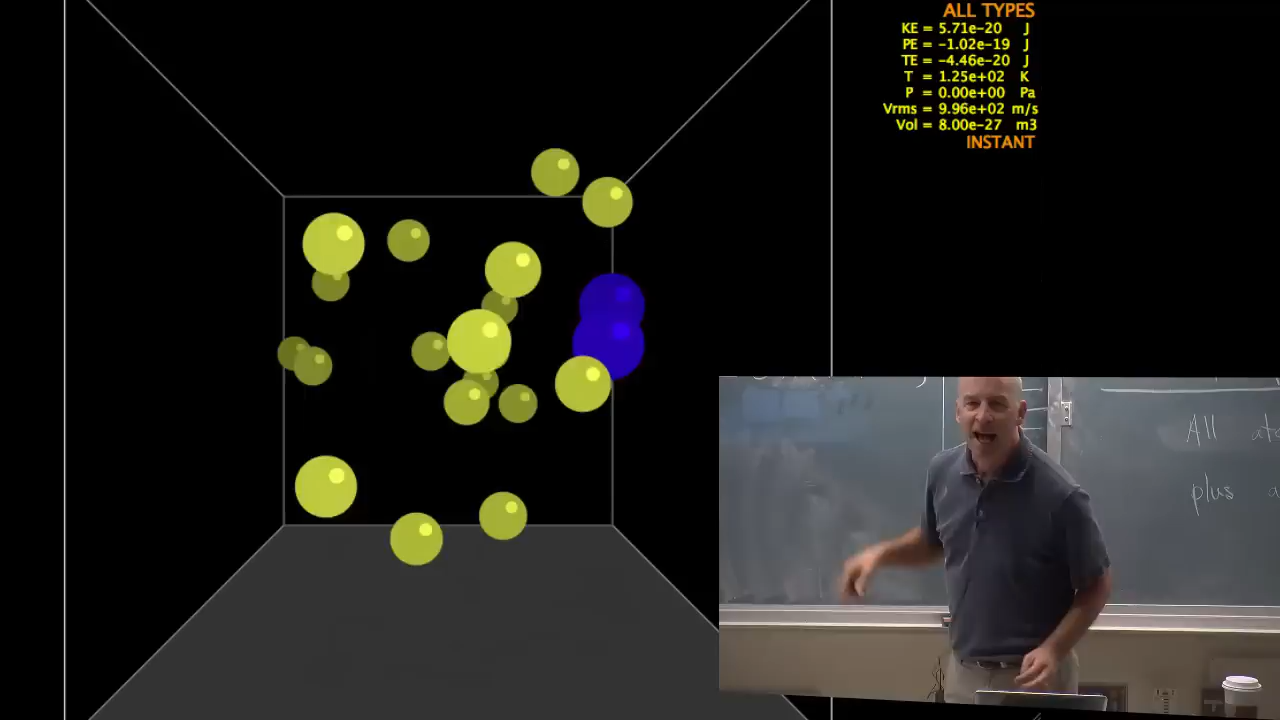 ALL TYPES
KE = 5.71e-20 J
PE = -1.02e-19 J
TE = -4.46e-20 J
T = 1.25e+02 K
P = 0.00e+00 Pa
Vrms = 9.96e+02 m/s
Vol = 8.00e-27 m3
INSTANT
All
plus